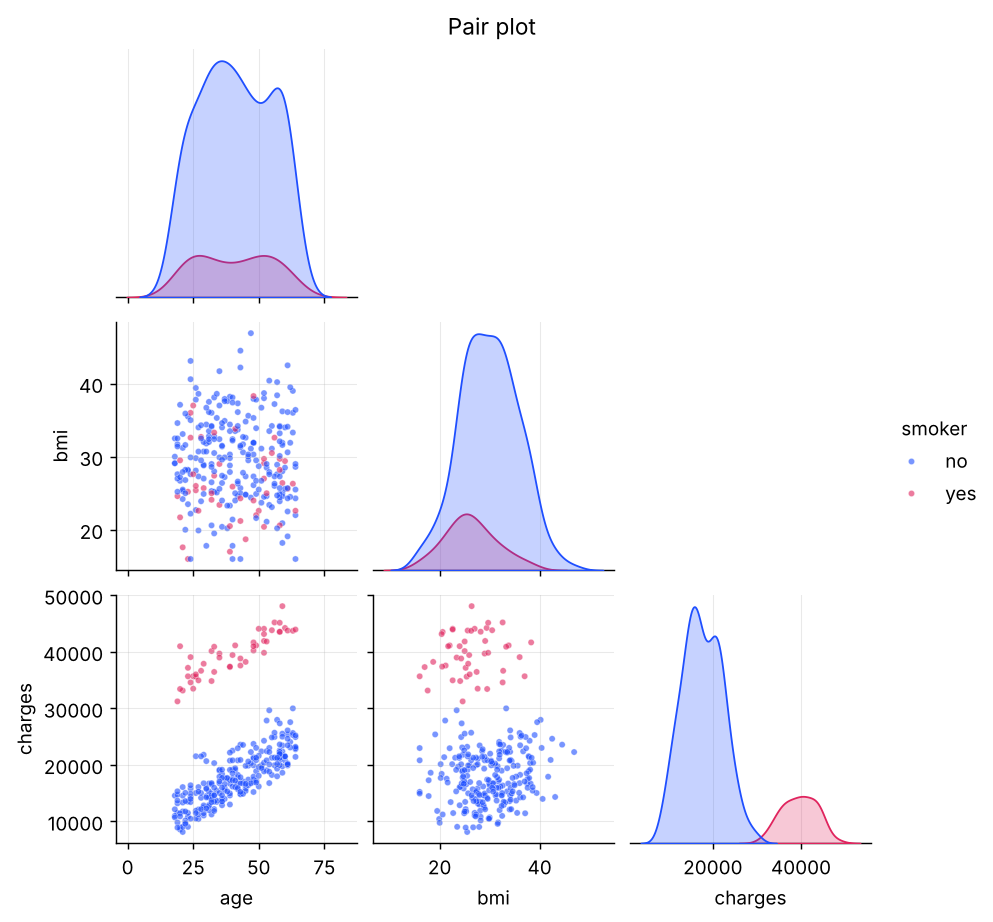 Pair plot
bmi
40
30
20
smoker
no
yes
charges
50000
40000
30000
20000
10000
0 25 50 75
20 40
20000 40000
age
bmi
charges